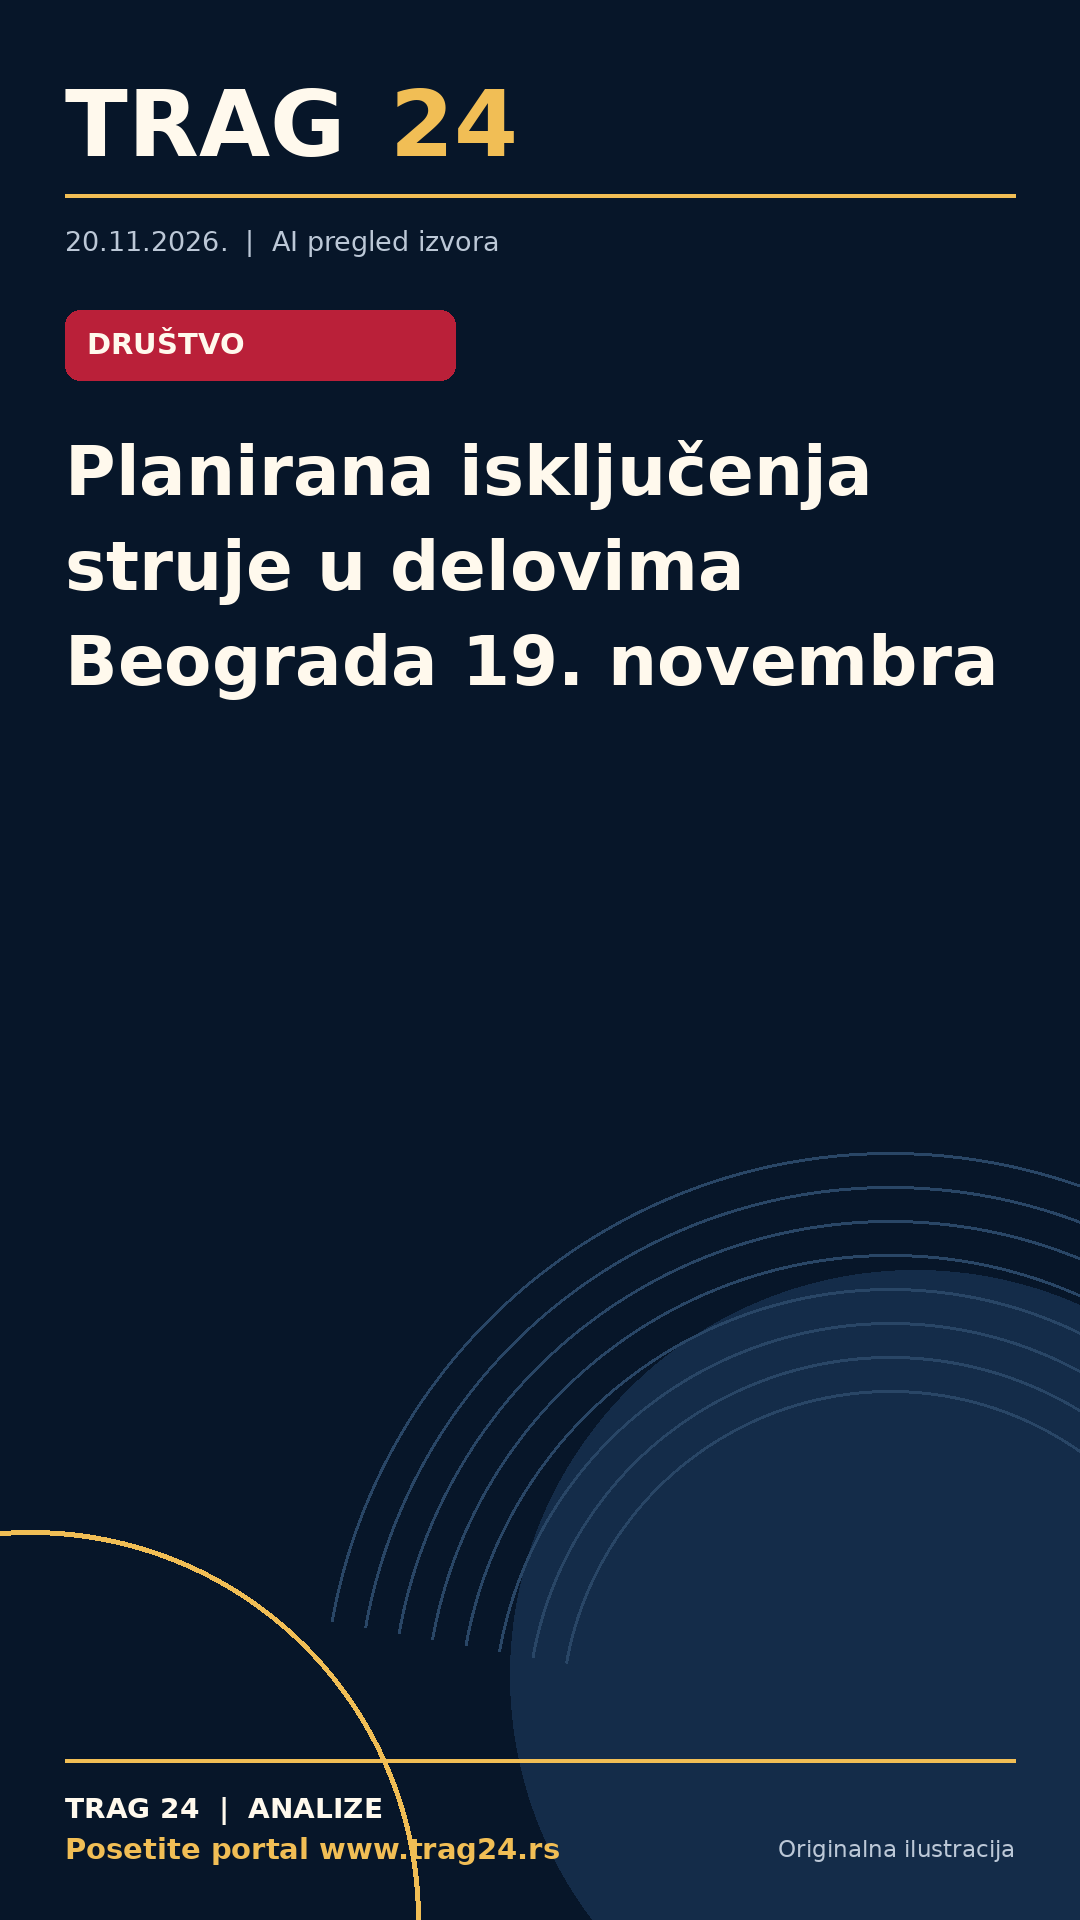 TRAG 24
20.11.2026. | AI pregled izvora
DRUŠTVO
Planirana isključenja
struje u delovima
Beograda 19. novembra
TRAG 24 | ANALIZE
Posetite portal www.trag24.rs
Originalna ilustracija